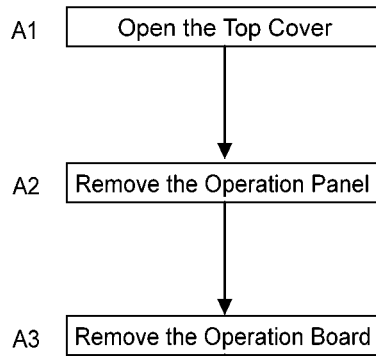 A1 Open the Top Cover
A2 Remove the Operation Panel
A3 Remove the Operation Board